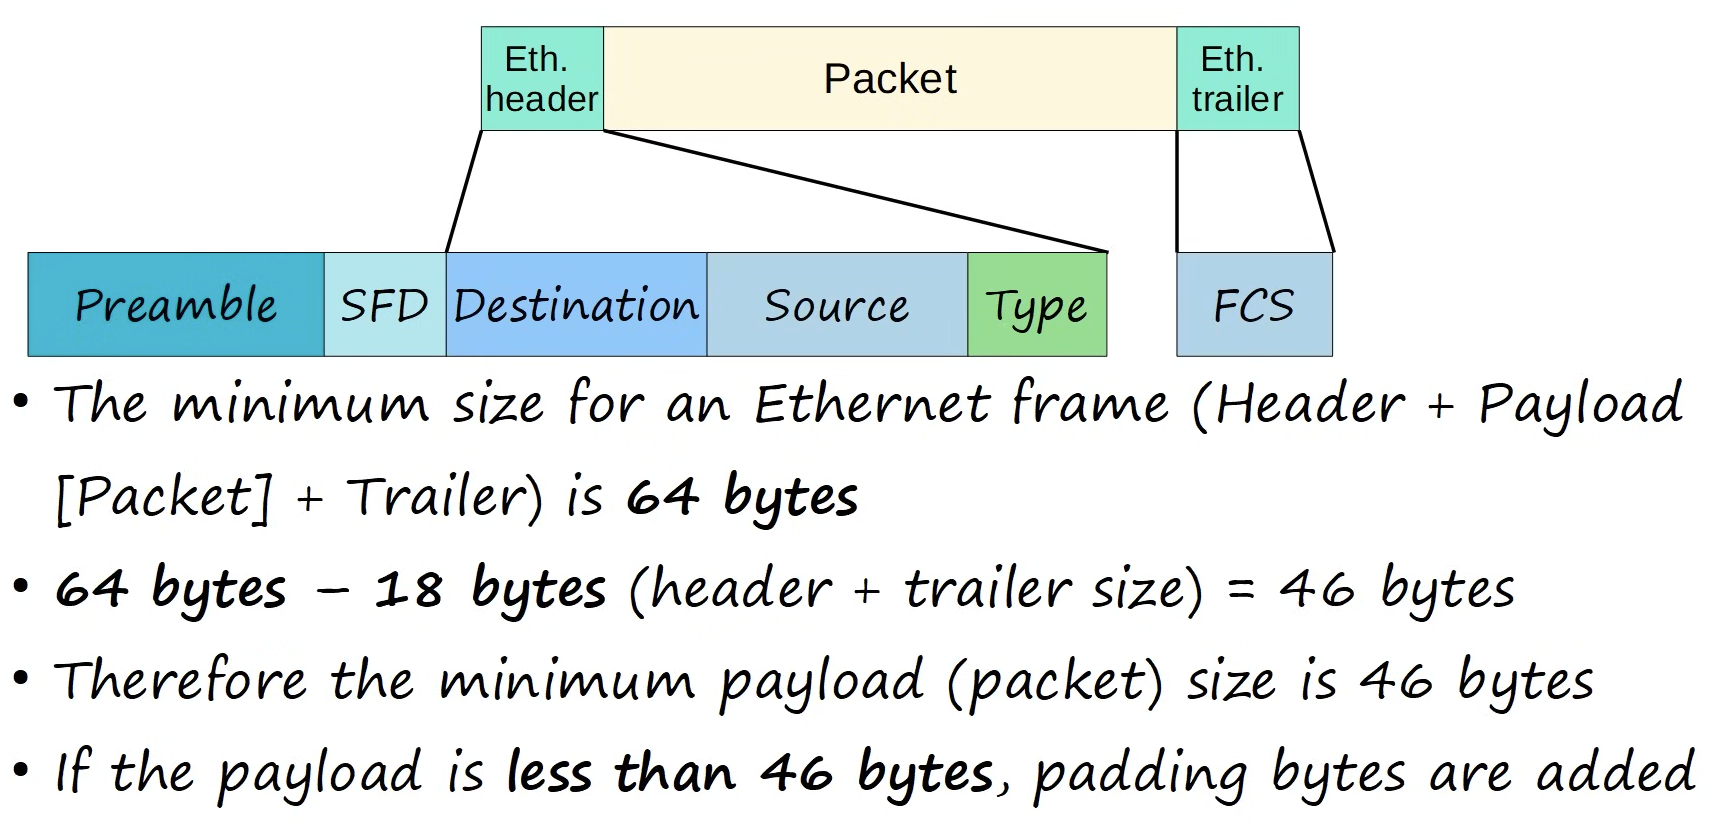 Eth.
header
Packet
Eth.
trailer
Preamble
SFD
Destination
Source
Type
FCS
• The minimum size for an Ethernet frame (Header + Payload
[Packet] + Trailer) is 64 bytes
• 64 bytes – 18 bytes (header + trailer size) = 46 bytes
• Therefore the minimum payload (packet) size is 46 bytes
• If the payload is less than 46 bytes, padding bytes are added